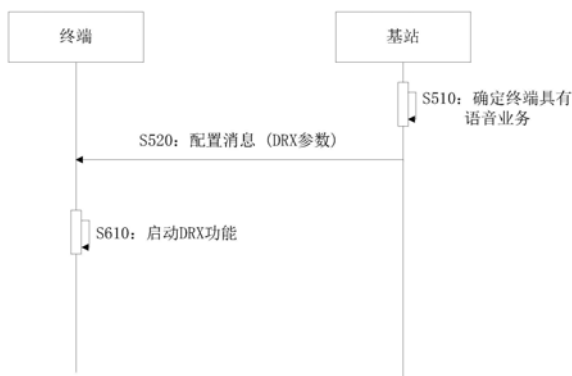 终端
基站
S510：确定终端具有
语音业务
S520：配置消息 (DRX参数)
S610：启动DRX功能